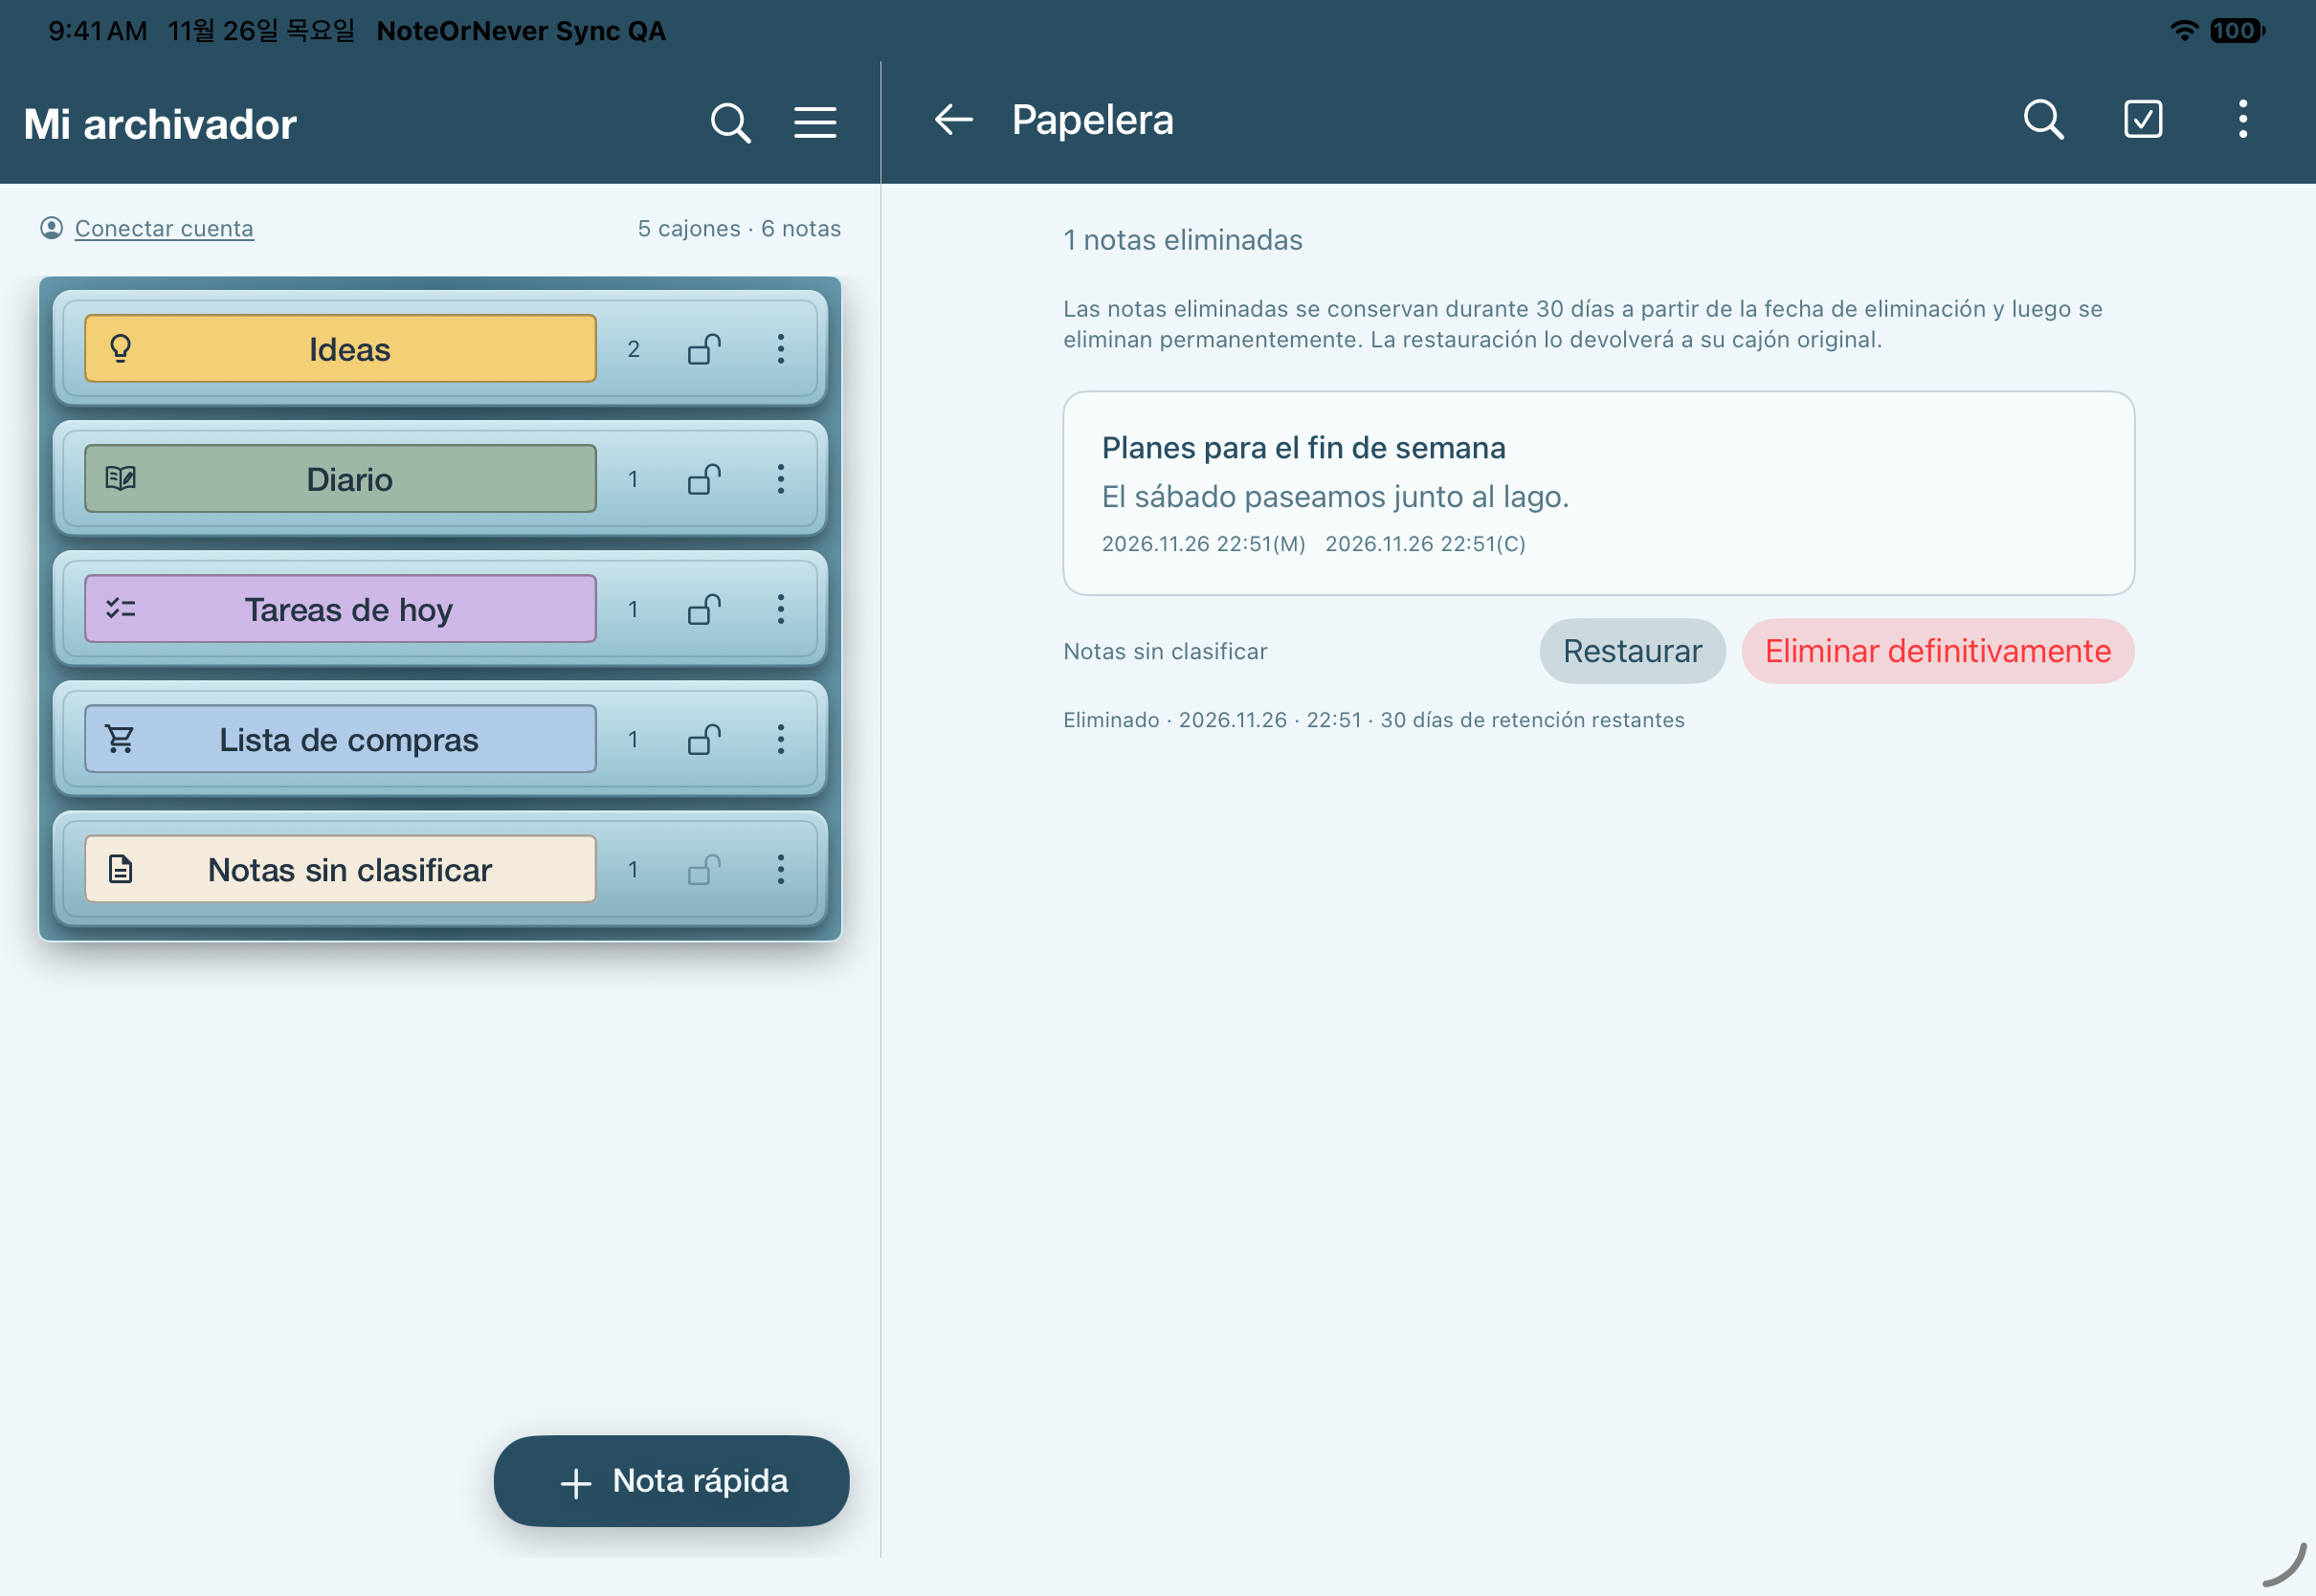 9:41 AM 11월 26일 목요일 NoteOrNever Sync QA
100
Mi archivador
Conectar cuenta
5 cajones · 6 notas
Ideas
2
Diario
1
Tareas de hoy
1
Lista de compras
1
Notas sin clasificar
1
Nota rápida
Papelera
1 notas eliminadas
Las notas eliminadas se conservan durante 30 días a partir de la fecha de eliminación y luego se
eliminan permanentemente. La restauración lo devolverá a su cajón original.
Planes para el fin de semana
El sábado paseamos junto al lago.
2026.11.26 22:51(M) 2026.11.26 22:51(C)
Notas sin clasificar
Restaurar
Eliminar definitivamente
Eliminado · 2026.11.26 · 22:51 · 30 días de retención restantes